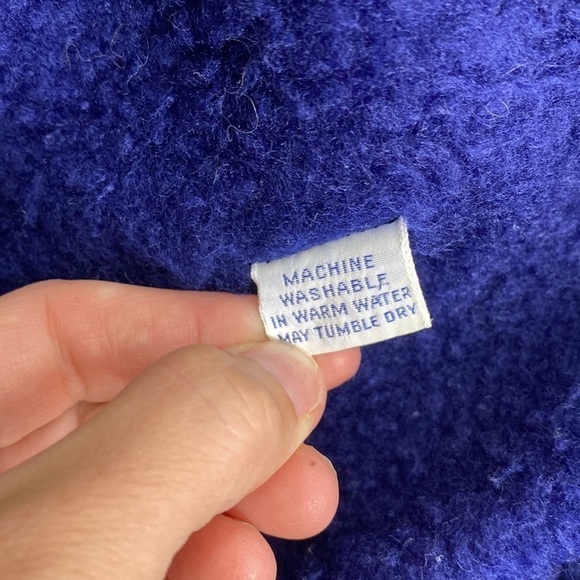 MACHINE
WASHABLE
IN WARM WATER
MAY TUMBLE DRY